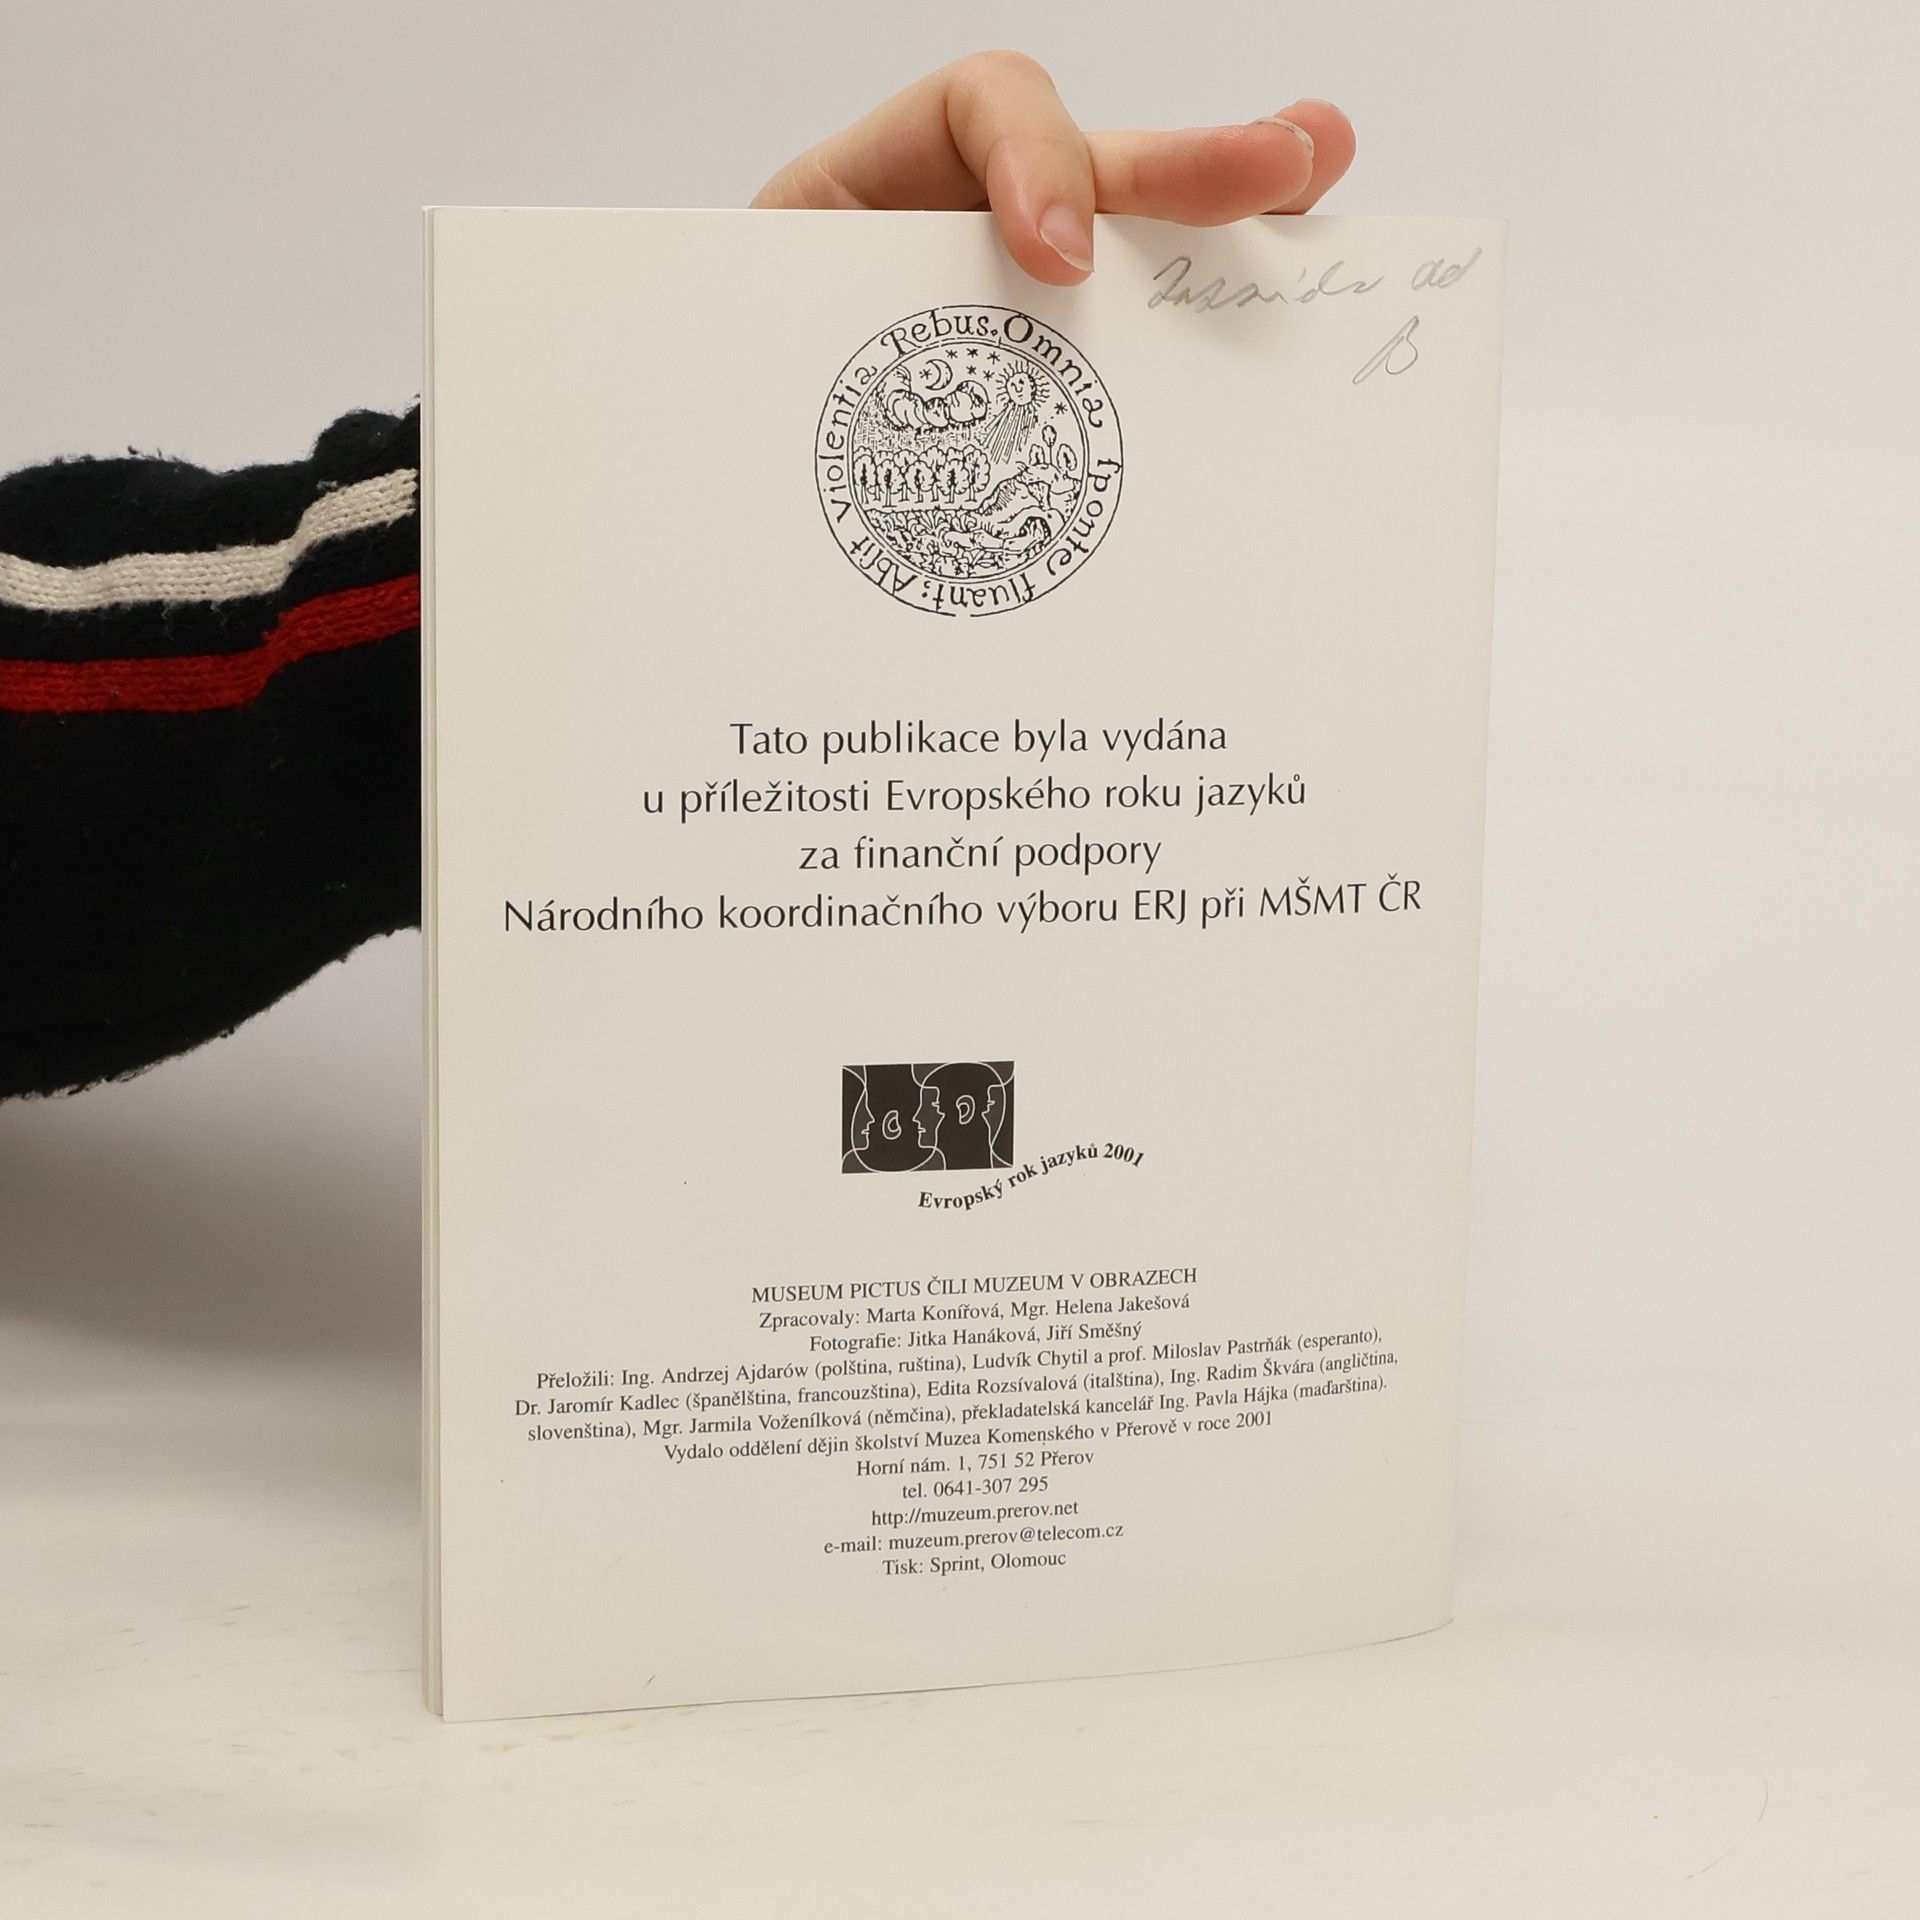 Omnia sponte fluant; Absit violentia Rebus.
Tato publikace byla vydána
u příležitosti Evropského roku jazyků
za finanční podpory
Národního koordinačního výboru ERJ při MŠMT ČR
Evropský rok jazyků 2001
MUSEUM PICTUS ČILI MUZEUM V OBRAZECH
Zpracovaly: Marta Konířová, Mgr. Helena Jakešová
Fotografie: Jitka Hanáková, Jiří Směšný
Přeložili: Ing. Andrzej Ajdarów (polština, ruština), Ludvík Chytil a prof. Miloslav Pastrňák (esperanto),
Dr. Jaromír Kadlec (španělština, francouzština), Edita Rozsívalová (italština), Ing. Radim Škvára (angličtina,
slovenština), Mgr. Jarmila Voženílková (němčina), překladatelská kancelář Ing. Pavla Hájka (maďarština).
Vydalo oddělení dějin školství Muzea Komenského v Přerově v roce 2001
Horní nám. 1, 751 52 Přerov
tel. 0641-307 295
http://muzeum.prerov.net
e-mail: muzeum.prerov@telecom.cz
Tisk: Sprint, Olomouc